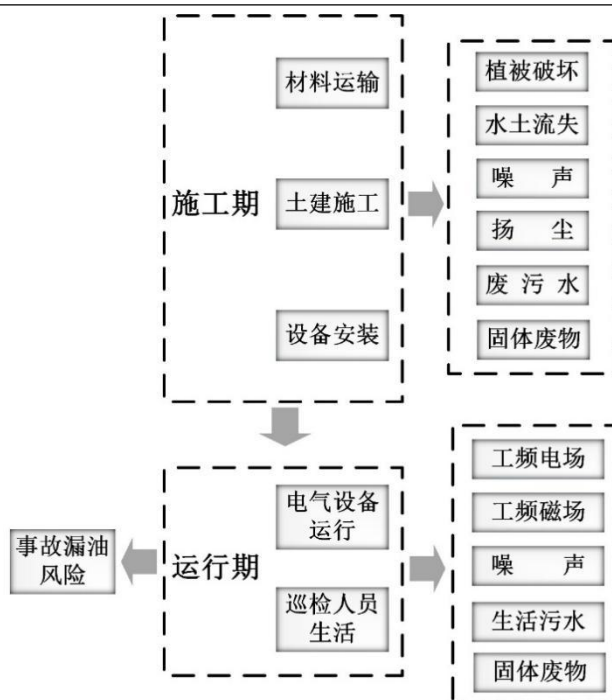 材料运输
施工期
土建施工
设备安装
植被破坏
水土流失
噪 声
扬 尘
废 污 水
固体废物
事故漏油
风险
运行期
电气设备
运行
巡检人员
生活
工频电场
工频磁场
噪 声
生活污水
固体废物